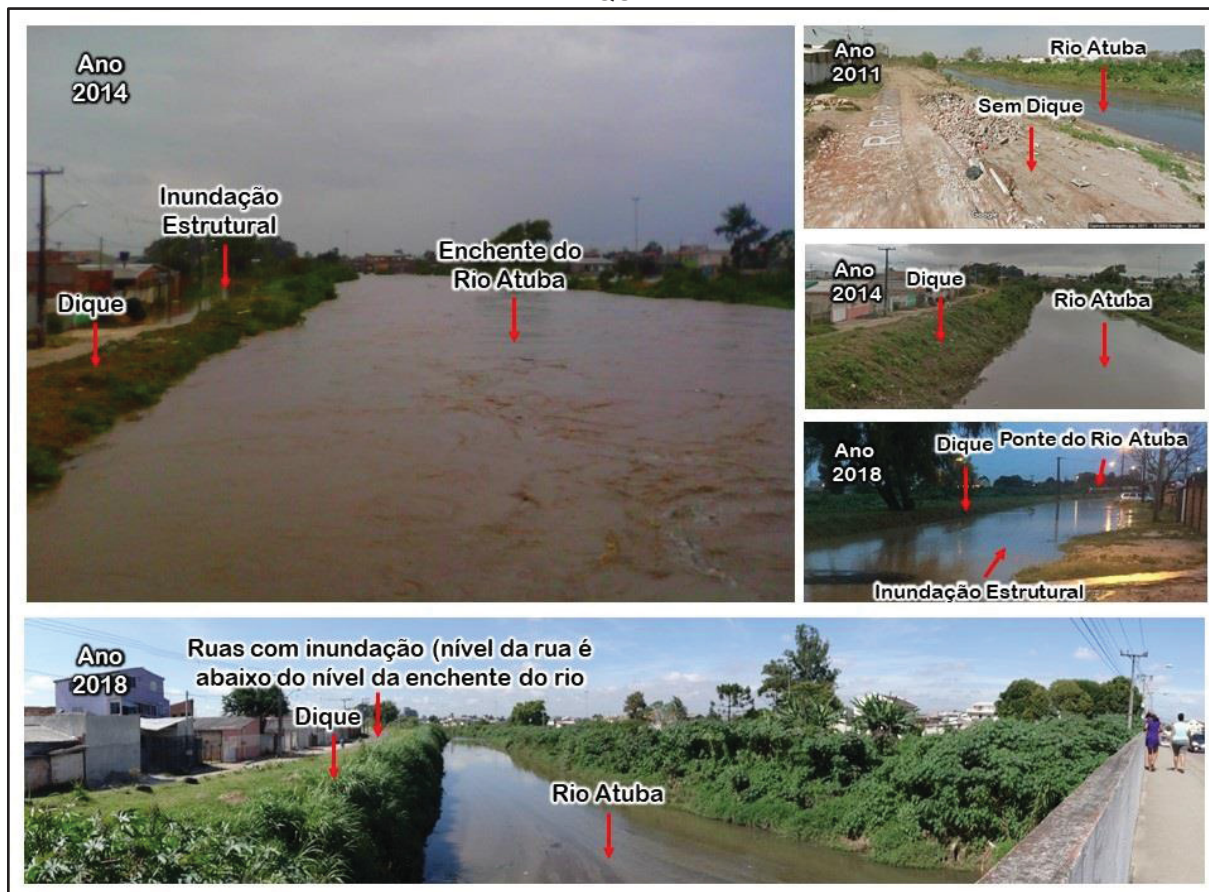 Ano
2014
Inundação
Estrutural
Dique
Enchente do
Rio Atuba
Ano
2011
Rio Atuba
Sem Dique
Google
Ano
2014
Dique
Rio Atuba
Ano
2018
Dique
Ponte do Rio Atuba
Inundação Estrutural
Ano
2018
Ruas com inundação (nível da rua é
abaixo do nível da enchente do rio
Dique
Rio Atuba